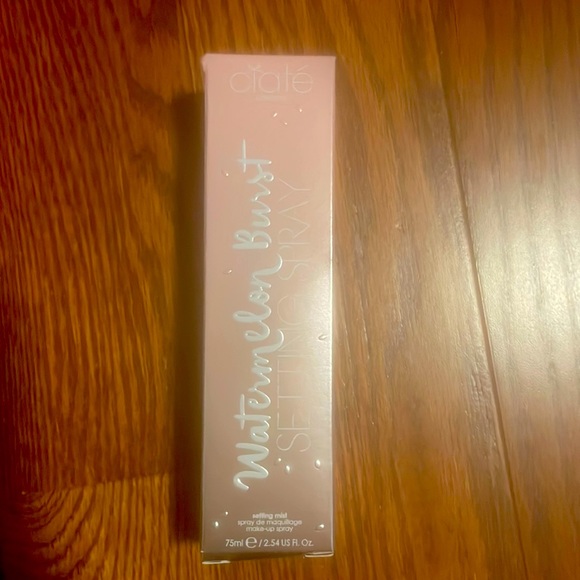 ciaté
Watermelon Burst
SETTING SPRAY
setting mist
spray de maquillage
make-up spray
75ml ℮ / 2.54 US Fl. Oz.